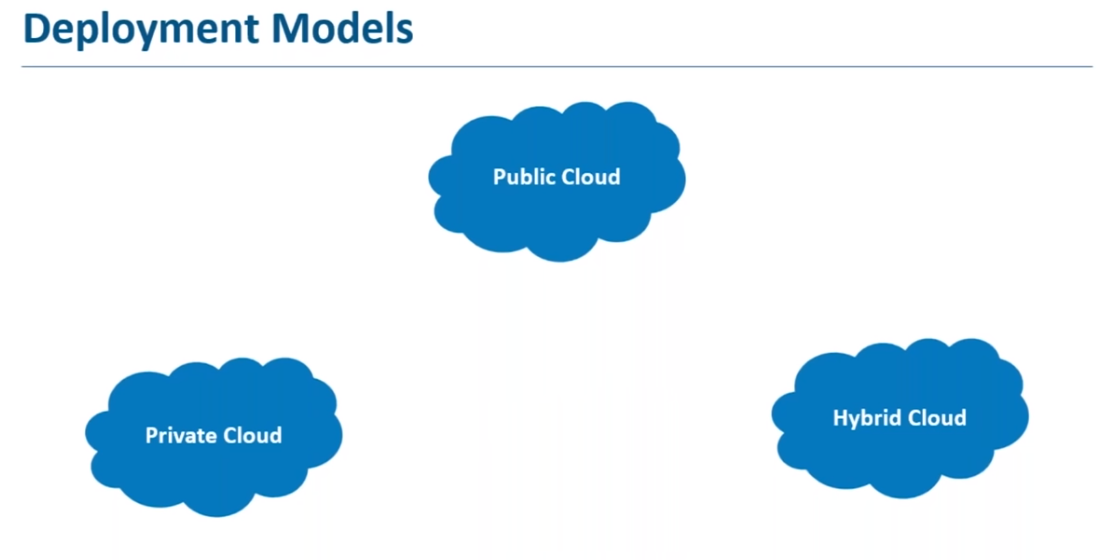 Deployment Models
Public Cloud
Private Cloud
Hybrid Cloud